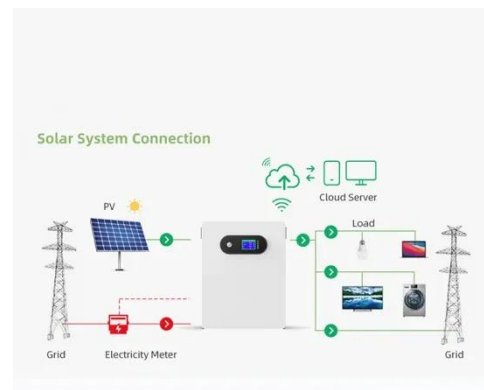 Solar System Connection
Cloud Server
PV
Load
Grid
Electricity Meter
Grid